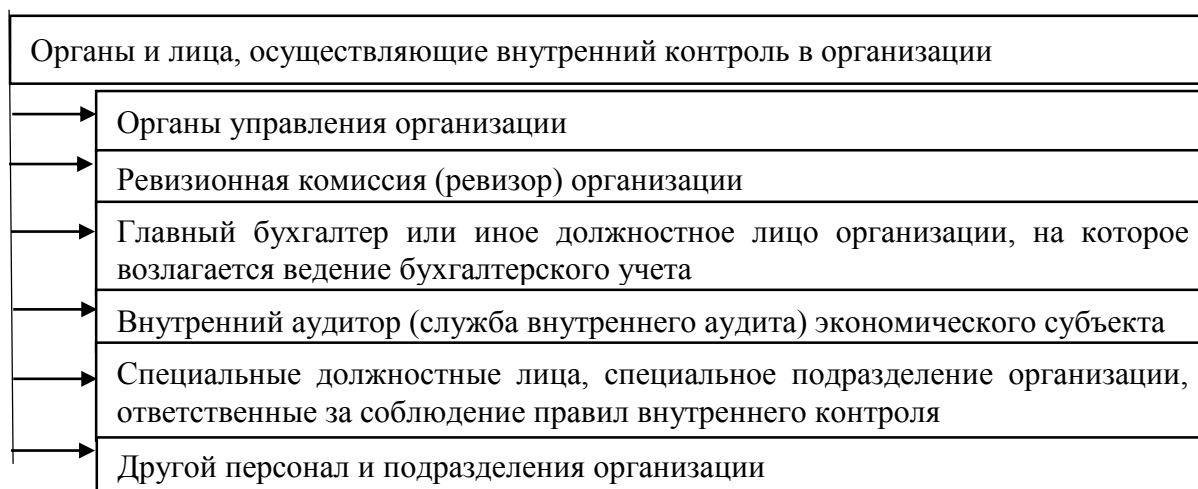 Органы и лица, осуществляющие внутренний контроль в организации
Органы управления организации
Ревизионная комиссия (ревизор) организации
Главный бухгалтер или иное должностное лицо организации, на которое
возлагается ведение бухгалтерского учета
Внутренний аудитор (служба внутреннего аудита) экономического субъекта
Специальные должностные лица, специальное подразделение организации,
ответственные за соблюдение правил внутреннего контроля
Другой персонал и подразделения организации